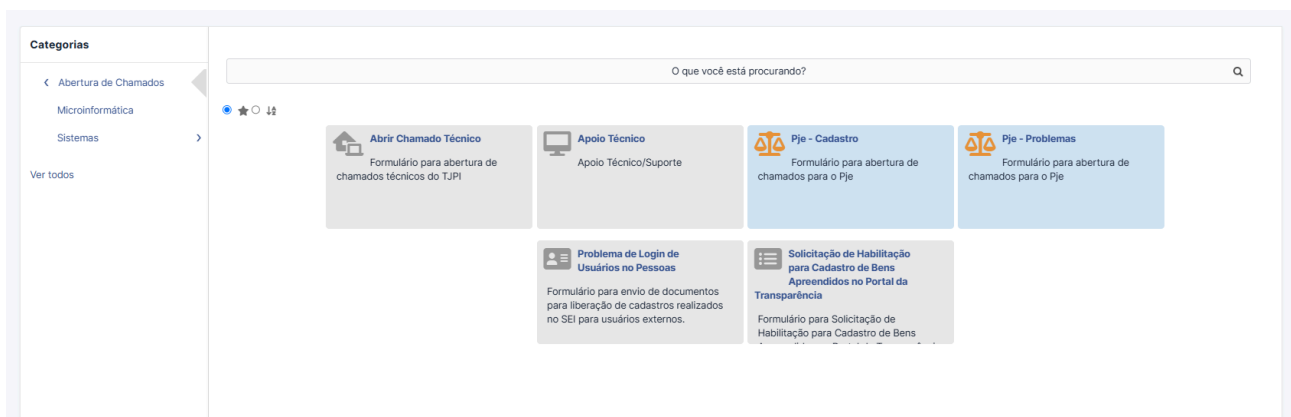 Categorias
Abertura de Chamados
Microinformática
Sistemas
Ver todos
O que você está procurando?
Abrir Chamado Técnico
Formulário para abertura de
chamados técnicos do TJPI
Apoio Técnico
Apoio Técnico/Suporte
Pje - Cadastro
Formulário para abertura de
chamados para o Pje
Pje - Problemas
Formulário para abertura de
chamados para o Pje
Problema de Login de
Usuários no Pessoas
Formulário para envio de documentos
para liberação de cadastros realizados
no SEI para usuários externos.
Solicitação de Habilitação
para Cadastro de Bens
Apreendidos no Portal da
Transparência
Formulário para Solicitação de
Habilitação para Cadastro de Bens